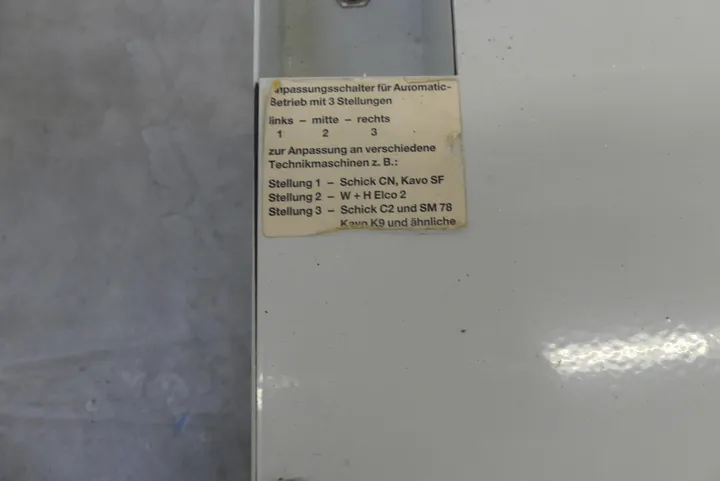 Anpassungsschalter für Automatic-
Betrieb mit 3 Stellungen
links – mitte – rechts
1 2 3
zur Anpassung an verschiedene
Technikmaschinen z. B.:
Stellung 1 – Schick CN, Kavo SF
Stellung 2 – W + H Elco 2
Stellung 3 – Schick C2 und SM 78
Kavo K9 und ähnliche